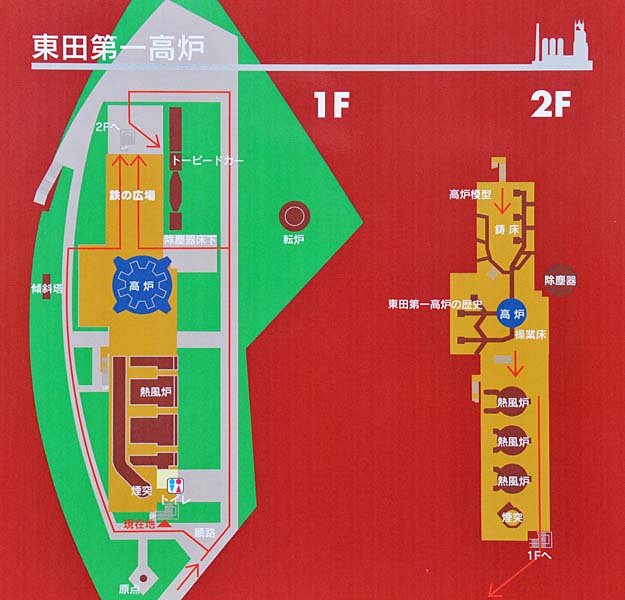 東田第一高炉
1F
2F
2Fへ
トーピードカー
鉄の広場
除塵器床下
転炉
高炉
傾斜塔
熱風炉
煙突
トイレ
現在地
順路
原点
高炉模型
鋳床
除塵器
東田第一高炉の歴史
高炉
操業床
熱風炉
熱風炉
熱風炉
煙突
1Fへ